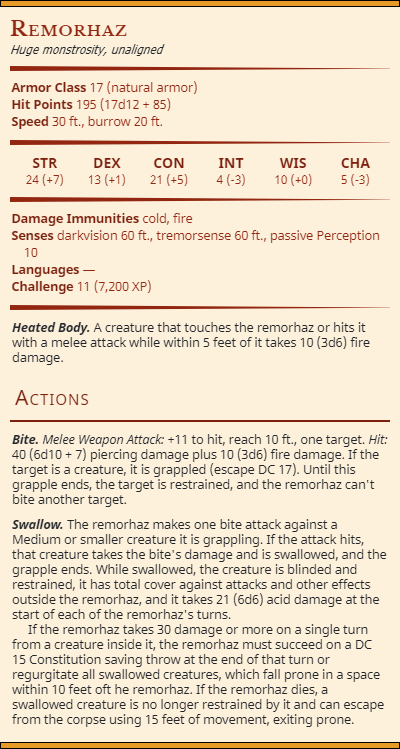 Remorhaz
Huge monstrosity, unaligned
Armor Class 17 (natural armor)
Hit Points 195 (17d12 + 85)
Speed 30 ft., burrow 20 ft.
STR DEX CON INT WIS CHA
24 (+7) 13 (+1) 21 (+5) 4 (-3) 10 (+0) 5 (-3)
Damage Immunities cold, fire
Senses darkvision 60 ft., tremorsense 60 ft., passive Perception
10
Languages —
Challenge 11 (7,200 XP)
Heated Body. A creature that touches the remorhaz or hits it
with a melee attack while within 5 feet of it takes 10 (3d6) fire
damage.
Actions
Bite. Melee Weapon Attack: +11 to hit, reach 10 ft., one target. Hit:
40 (6d10 + 7) piercing damage plus 10 (3d6) fire damage. If the
target is a creature, it is grappled (escape DC 17). Until this
grapple ends, the target is restrained, and the remorhaz can't
bite another target.
Swallow. The remorhaz makes one bite attack against a
Medium or smaller creature it is grappling. If the attack hits,
that creature takes the bite's damage and is swallowed, and the
grapple ends. While swallowed, the creature is blinded and
restrained, it has total cover against attacks and other effects
outside the remorhaz, and it takes 21 (6d6) acid damage at the
start of each of the remorhaz's turns.
If the remorhaz takes 30 damage or more on a single turn
from a creature inside it, the remorhaz must succeed on a DC
15 Constitution saving throw at the end of that turn or
regurgitate all swallowed creatures, which fall prone in a space
within 10 feet oft he remorhaz. If the remorhaz dies, a
swallowed creature is no longer restrained by it and can escape
from the corpse using 15 feet of movement, exiting prone.